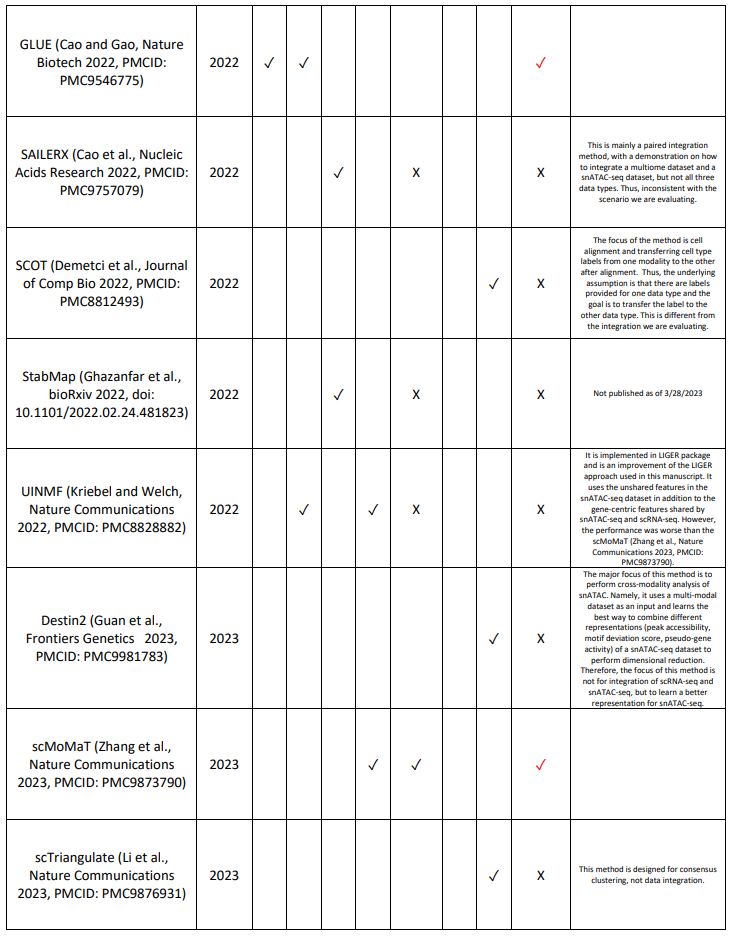 GLUE (Cao and Gao, Nature
Biotech 2022, PMCID:
PMC9546775)
2022 ✓ ✓ ✓
SAILERX (Cao et al., Nucleic
Acids Research 2022, PMCID:
PMC9757079)
2022 ✓ X X
This is mainly a paired integration
method, with a demonstration on how
to integrate a multiome dataset and a
snATAC-seq dataset, but not all three
data types. Thus, inconsistent with the
scenario we are evaluating.
SCOT (Demetci et al., Journal
of Comp Bio 2022, PMCID:
PMC8812493)
2022 ✓ X
The focus of the method is cell
alignment and transferring cell type
labels from one modality to the other
after alignment. Thus, the underlying
assumption is that there are labels
provided for one data type and the
goal is to transfer the label to the
other data type. This is different from
the integration we are evaluating.
StabMap (Ghazanfar et al.,
bioRxiv 2022, doi:
10.1101/2022.02.24.481823)
2022 ✓ X X
Not published as of 3/28/2023
UINMF (Kriebel and Welch,
Nature Communications
2022, PMCID: PMC8828882)
2022 ✓ ✓ X X
It is implemented in LIGER package
and is an improvement of the LIGER
approach used in this manuscript. It
uses the unshared features in the
snATAC-seq dataset in addition to the
gene-centric features shared by
snATAC-seq and scRNA-seq. However,
the performance was worse than the
scMoMaT (Zhang et al., Nature
Communications 2023, PMCID:
PMC9873790).
Destin2 (Guan et al.,
Frontiers Genetics 2023,
PMCID: PMC9981783)
2023 ✓ X
The major focus of this method is to
perform cross-modality analysis of
snATAC. Namely, it uses a multi-modal
dataset as an input and learns the
best way to combine different
representations (peak accessibility,
motif deviation score, pseudo-gene
activity) of a snATAC-seq dataset to
perform dimensional reduction.
Therefore, the focus of this method is
not for integration of scRNA-seq and
snATAC-seq, but to learn a better
representation for snATAC-seq.
scMoMaT (Zhang et al.,
Nature Communications
2023, PMCID: PMC9873790)
2023 ✓ ✓ ✓
scTriangulate (Li et al.,
Nature Communications
2023, PMCID: PMC9876931)
2023 ✓ X
This method is designed for consensus
clustering, not data integration.